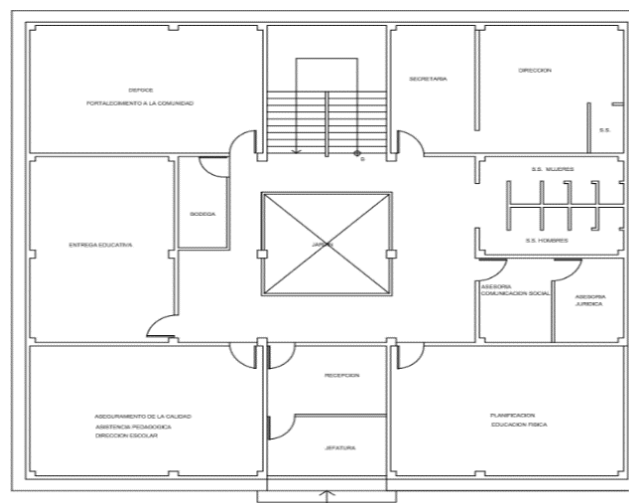 DEFOCE
FORTALECIMIENTO A LA COMUNIDAD
SECRETARIA
DIRECCION
S.S.
S.S. MUJERES
BODEGA
JARDIN
ENTREGA EDUCATIVA
S.S. HOMBRES
ASESORIA
COMUNICACION SOCIAL
ASESORIA
JURIDICA
RECEPCION
ASEGURAMIENTO DE LA CALIDAD
ASISTENCIA PEDAGOGICA
DIRECCION ESCOLAR
PLANIFICACION
EDUCACION FISICA
JEFATURA